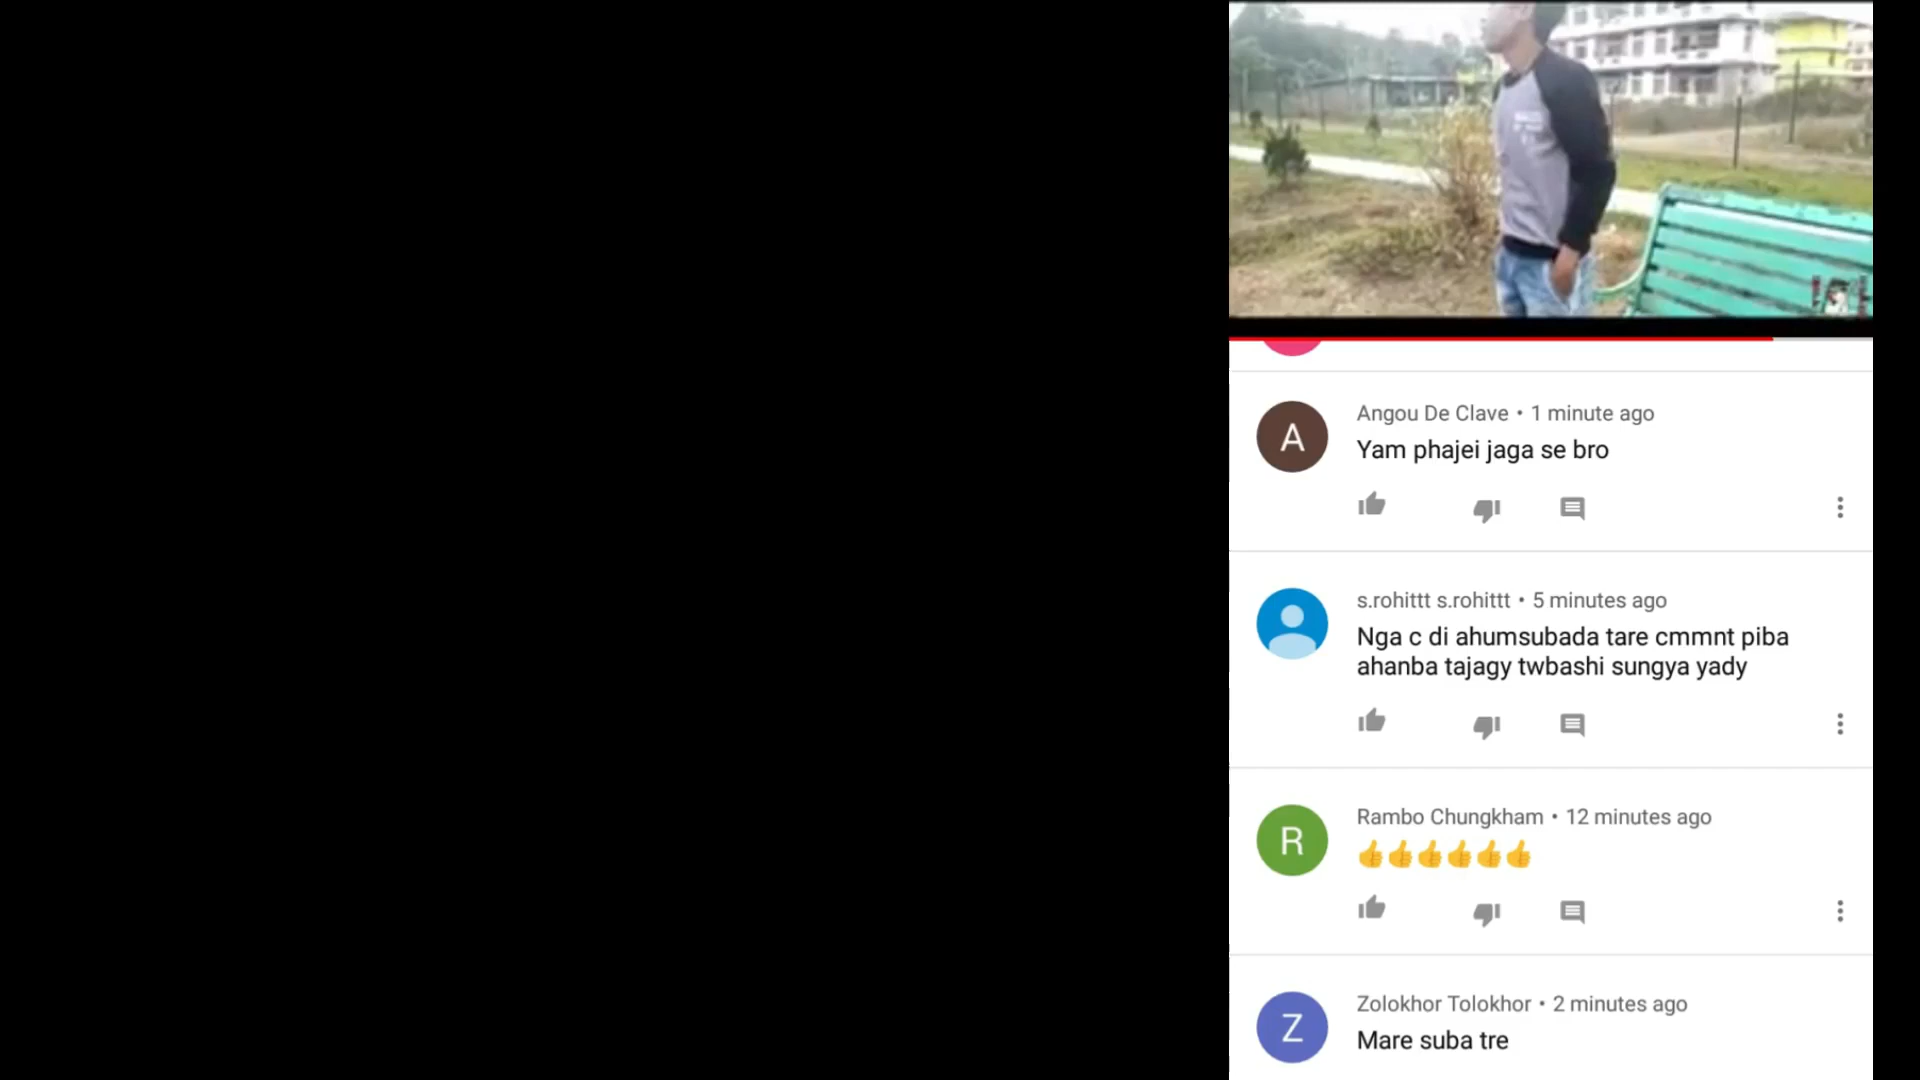 Angou De Clave • 1 minute ago
Yam phajei jaga se bro
s.rohittt s.rohittt • 5 minutes ago
Nga c di ahumsubada tare cmmnt piba
ahanba tajagy twbashi sungya yady
Rambo Chungkham • 12 minutes ago
👍👍👍👍👍👍
Zolokhor Tolokhor • 2 minutes ago
Mare suba tre
A
R
Z